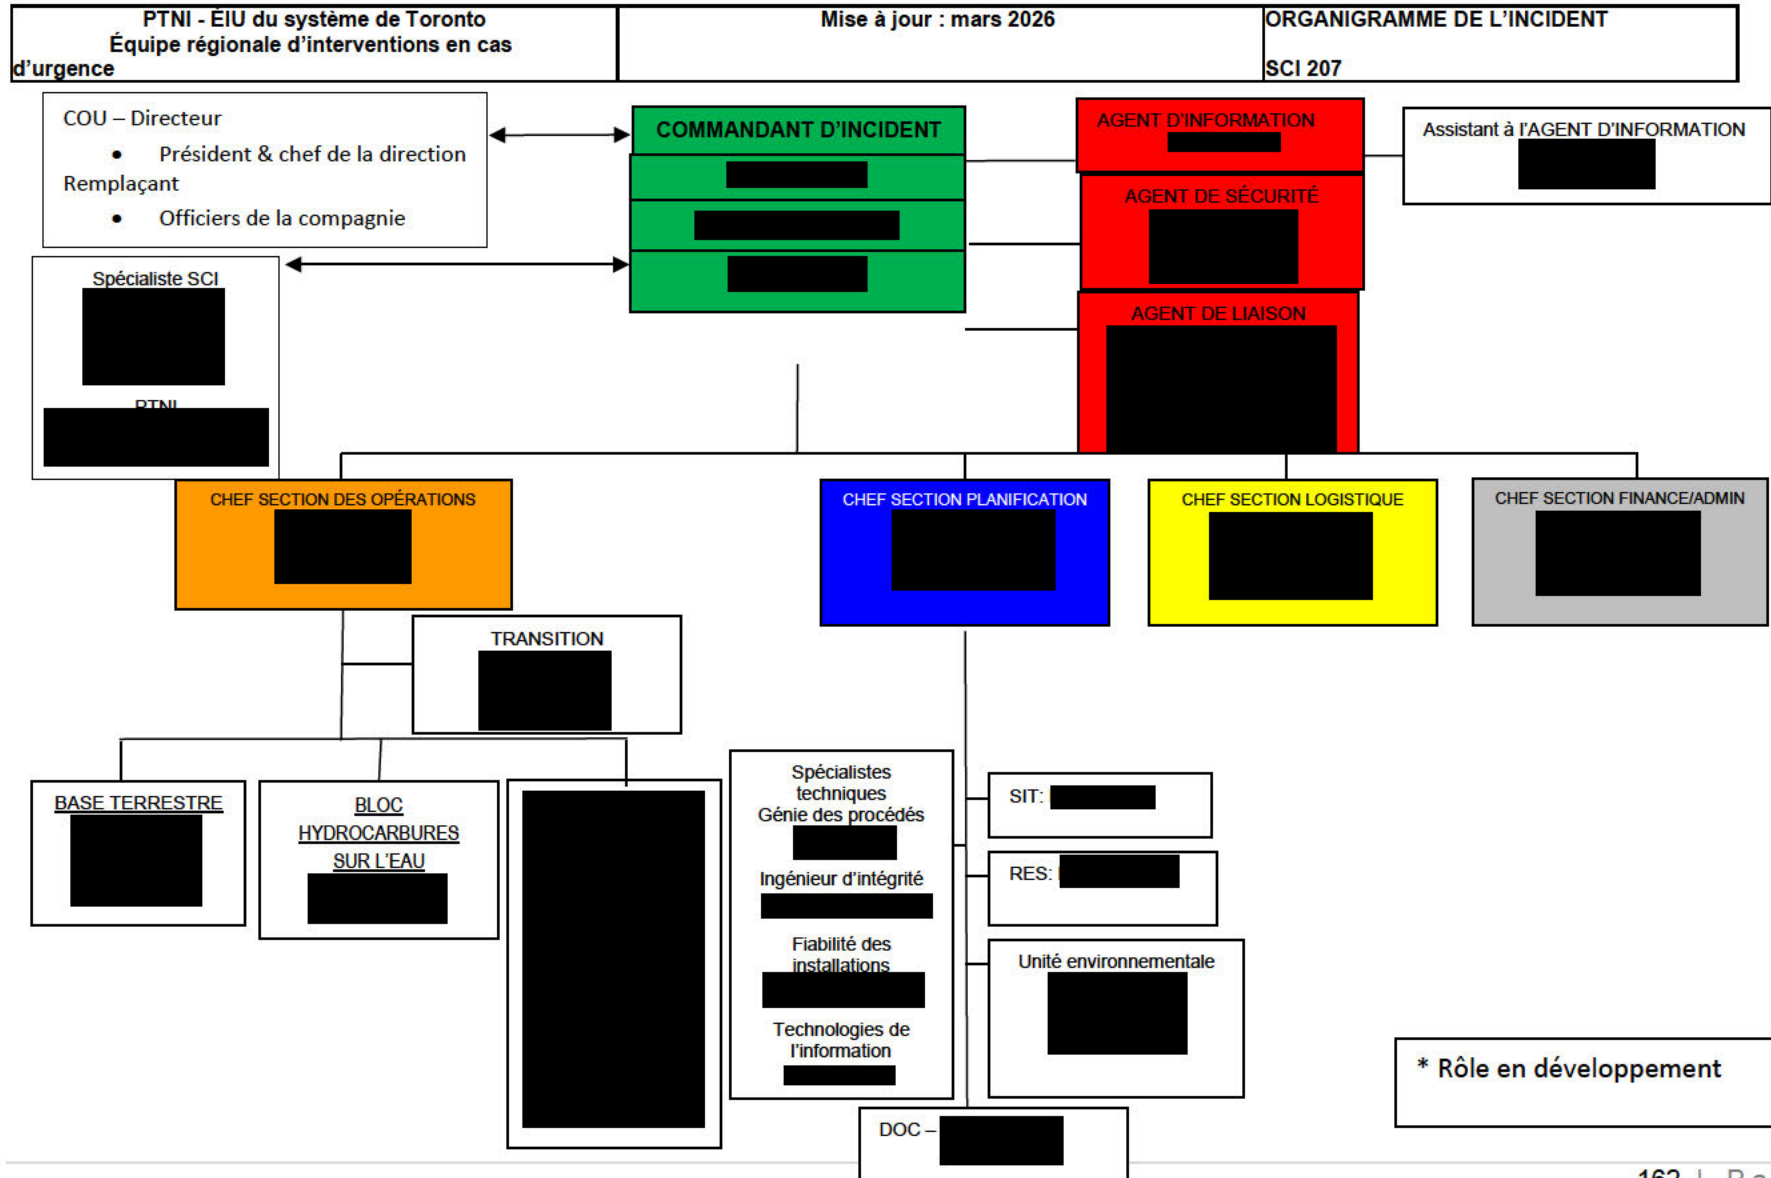 PTNI - ÉIU du système de Toronto
Équipe régionale d'interventions en cas
d'urgence
Mise à jour : mars 2026
ORGANIGRAMME DE L'INCIDENT
SCI 207
COU – Directeur
• Président & chef de la direction
Remplaçant
• Officiers de la compagnie
COMMANDANT D'INCIDENT
AGENT D'INFORMATION
Assistant à l'AGENT D'INFORMATION
AGENT DE SÉCURITÉ
AGENT DE LIAISON
Spécialiste SCI
PTNI
CHEF SECTION DES OPÉRATIONS
CHEF SECTION PLANIFICATION
CHEF SECTION LOGISTIQUE
CHEF SECTION FINANCE/ADMIN
TRANSITION
BASE TERRESTRE
BLOC
HYDROCARBURES
SUR L'EAU
Spécialistes
techniques
Génie des procédés
Ingénieur d'intégrité
Fiabilité des
installations
Technologies de
l'information
SIT:
RES:
Unité environnementale
DOC –
* Rôle en développement